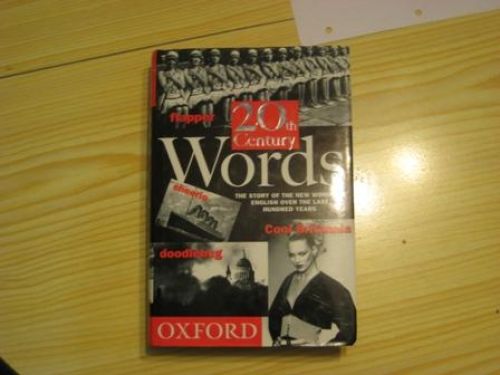 flapper
20th
Century
Words
THE STORY OF THE NEW WORDS IN
ENGLISH OVER THE LAST
HUNDRED YEARS
cheerio
Cool Britannia
doodlebug
OXFORD